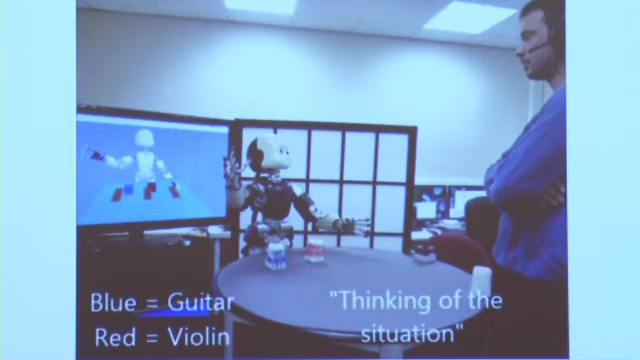 Blue = Guitar
Red = Violin
"Thinking of the
situation"